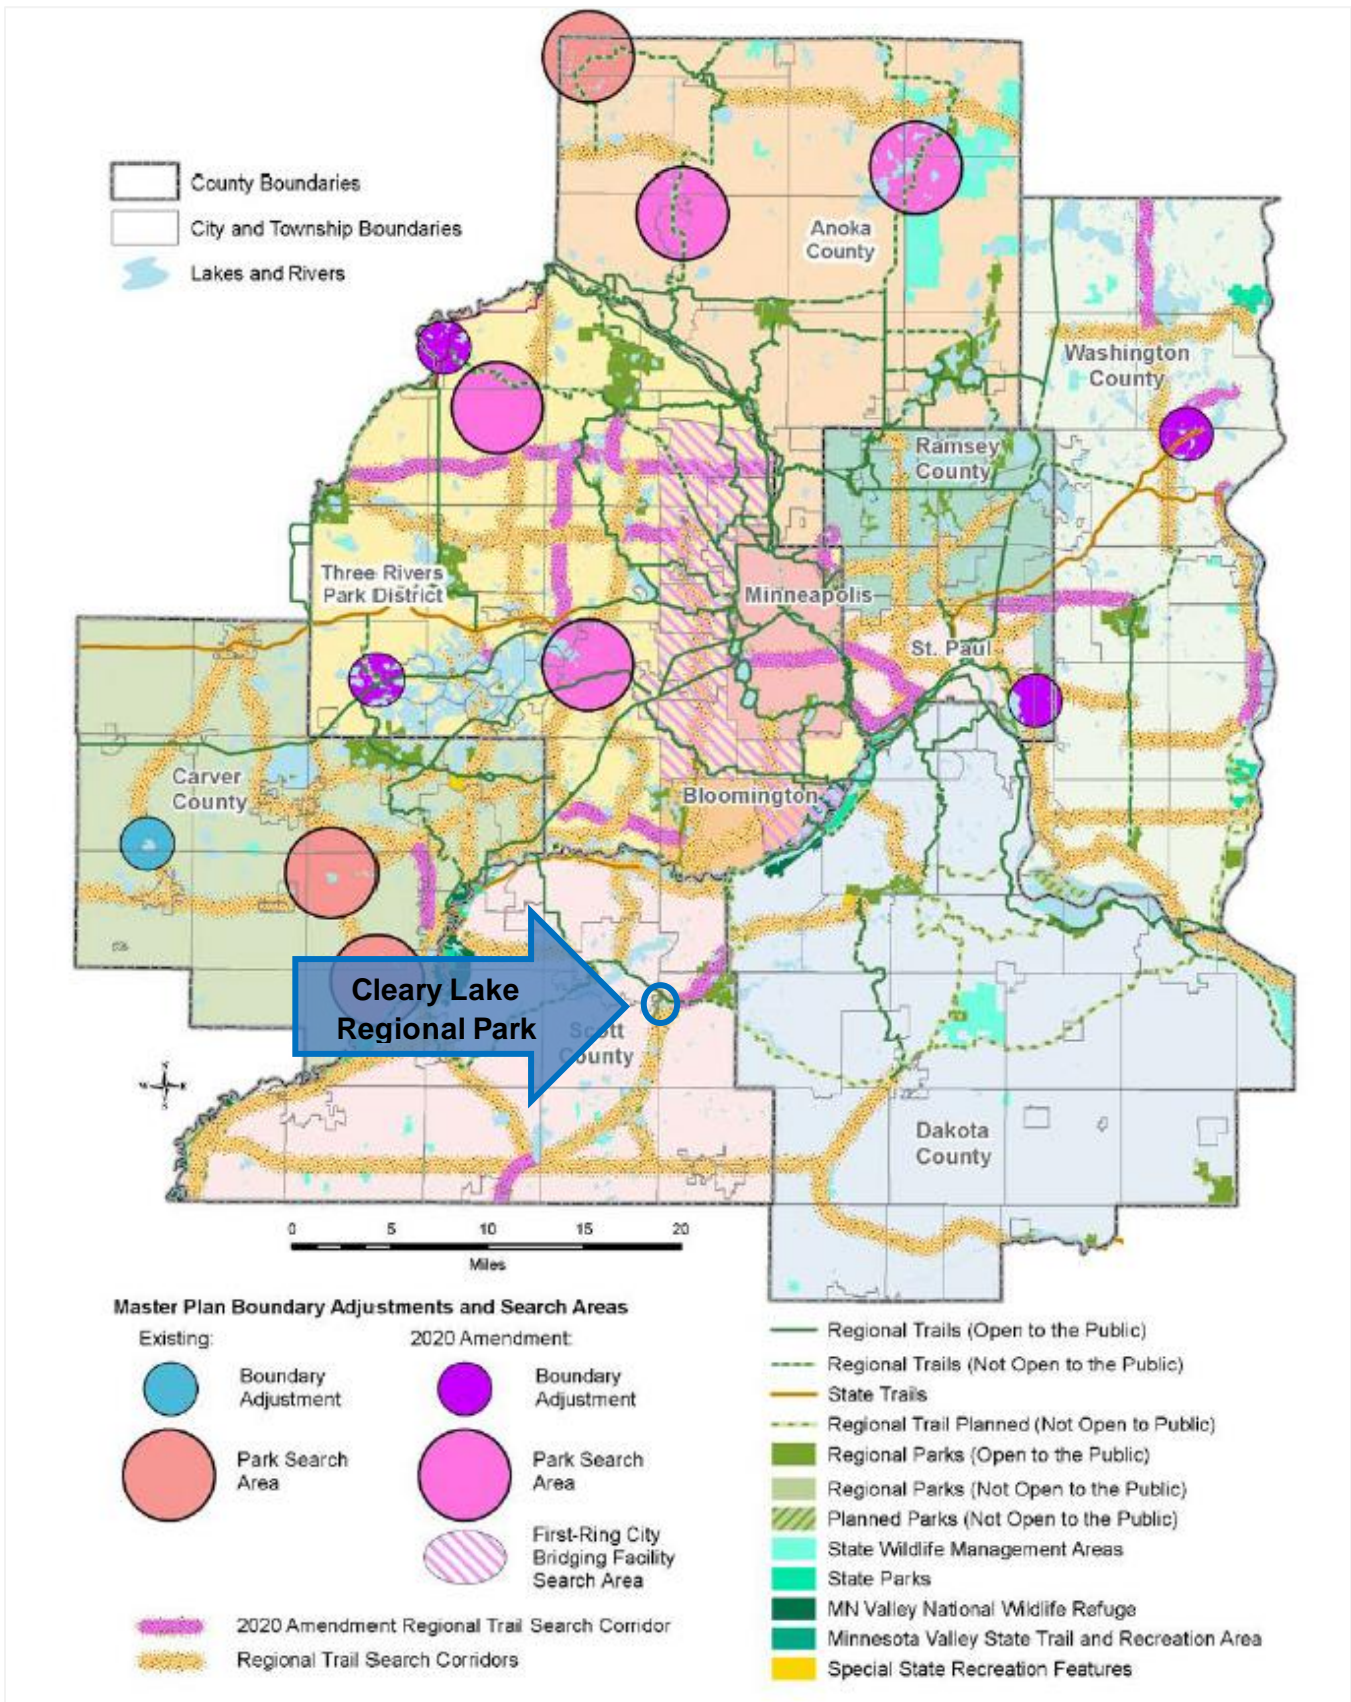 County Boundaries
City and Township Boundaries
Lakes and Rivers
Anoka
County
Washington
County
Ramsey
County
Three Rivers
Park District
Minneapolis
St. Paul
Carver
County
Bloomington
Cleary Lake
Regional Park
Scott
County
Dakota
County
N
W E
S
0 5 10 15 20
Miles
Master Plan Boundary Adjustments and Search Areas
Existing:
2020 Amendment:
Boundary
Adjustment
Boundary
Adjustment
Park Search
Area
Park Search
Area
First-Ring City
Bridging Facility
Search Area
2020 Amendment Regional Trail Search Corridor
Regional Trail Search Corridors
Regional Trails (Open to the Public)
Regional Trails (Not Open to the Public)
State Trails
Regional Trail Planned (Not Open to Public)
Regional Parks (Open to the Public)
Regional Parks (Not Open to the Public)
Planned Parks (Not Open to the Public)
State Wildlife Management Areas
State Parks
MN Valley National Wildlife Refuge
Minnesota Valley State Trail and Recreation Area
Special State Recreation Features